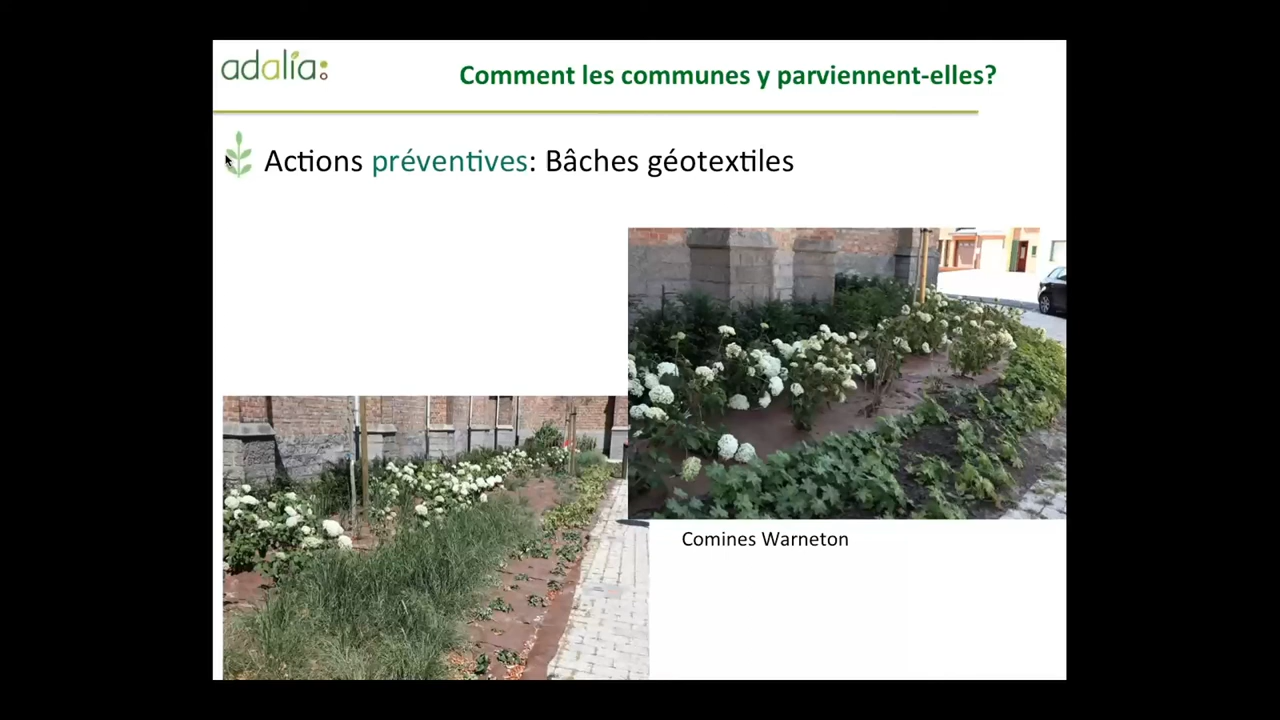 adalia
Comment les communes y parviennent-elles?
Actions préventives: Bâches géotextiles
Comines Warneton